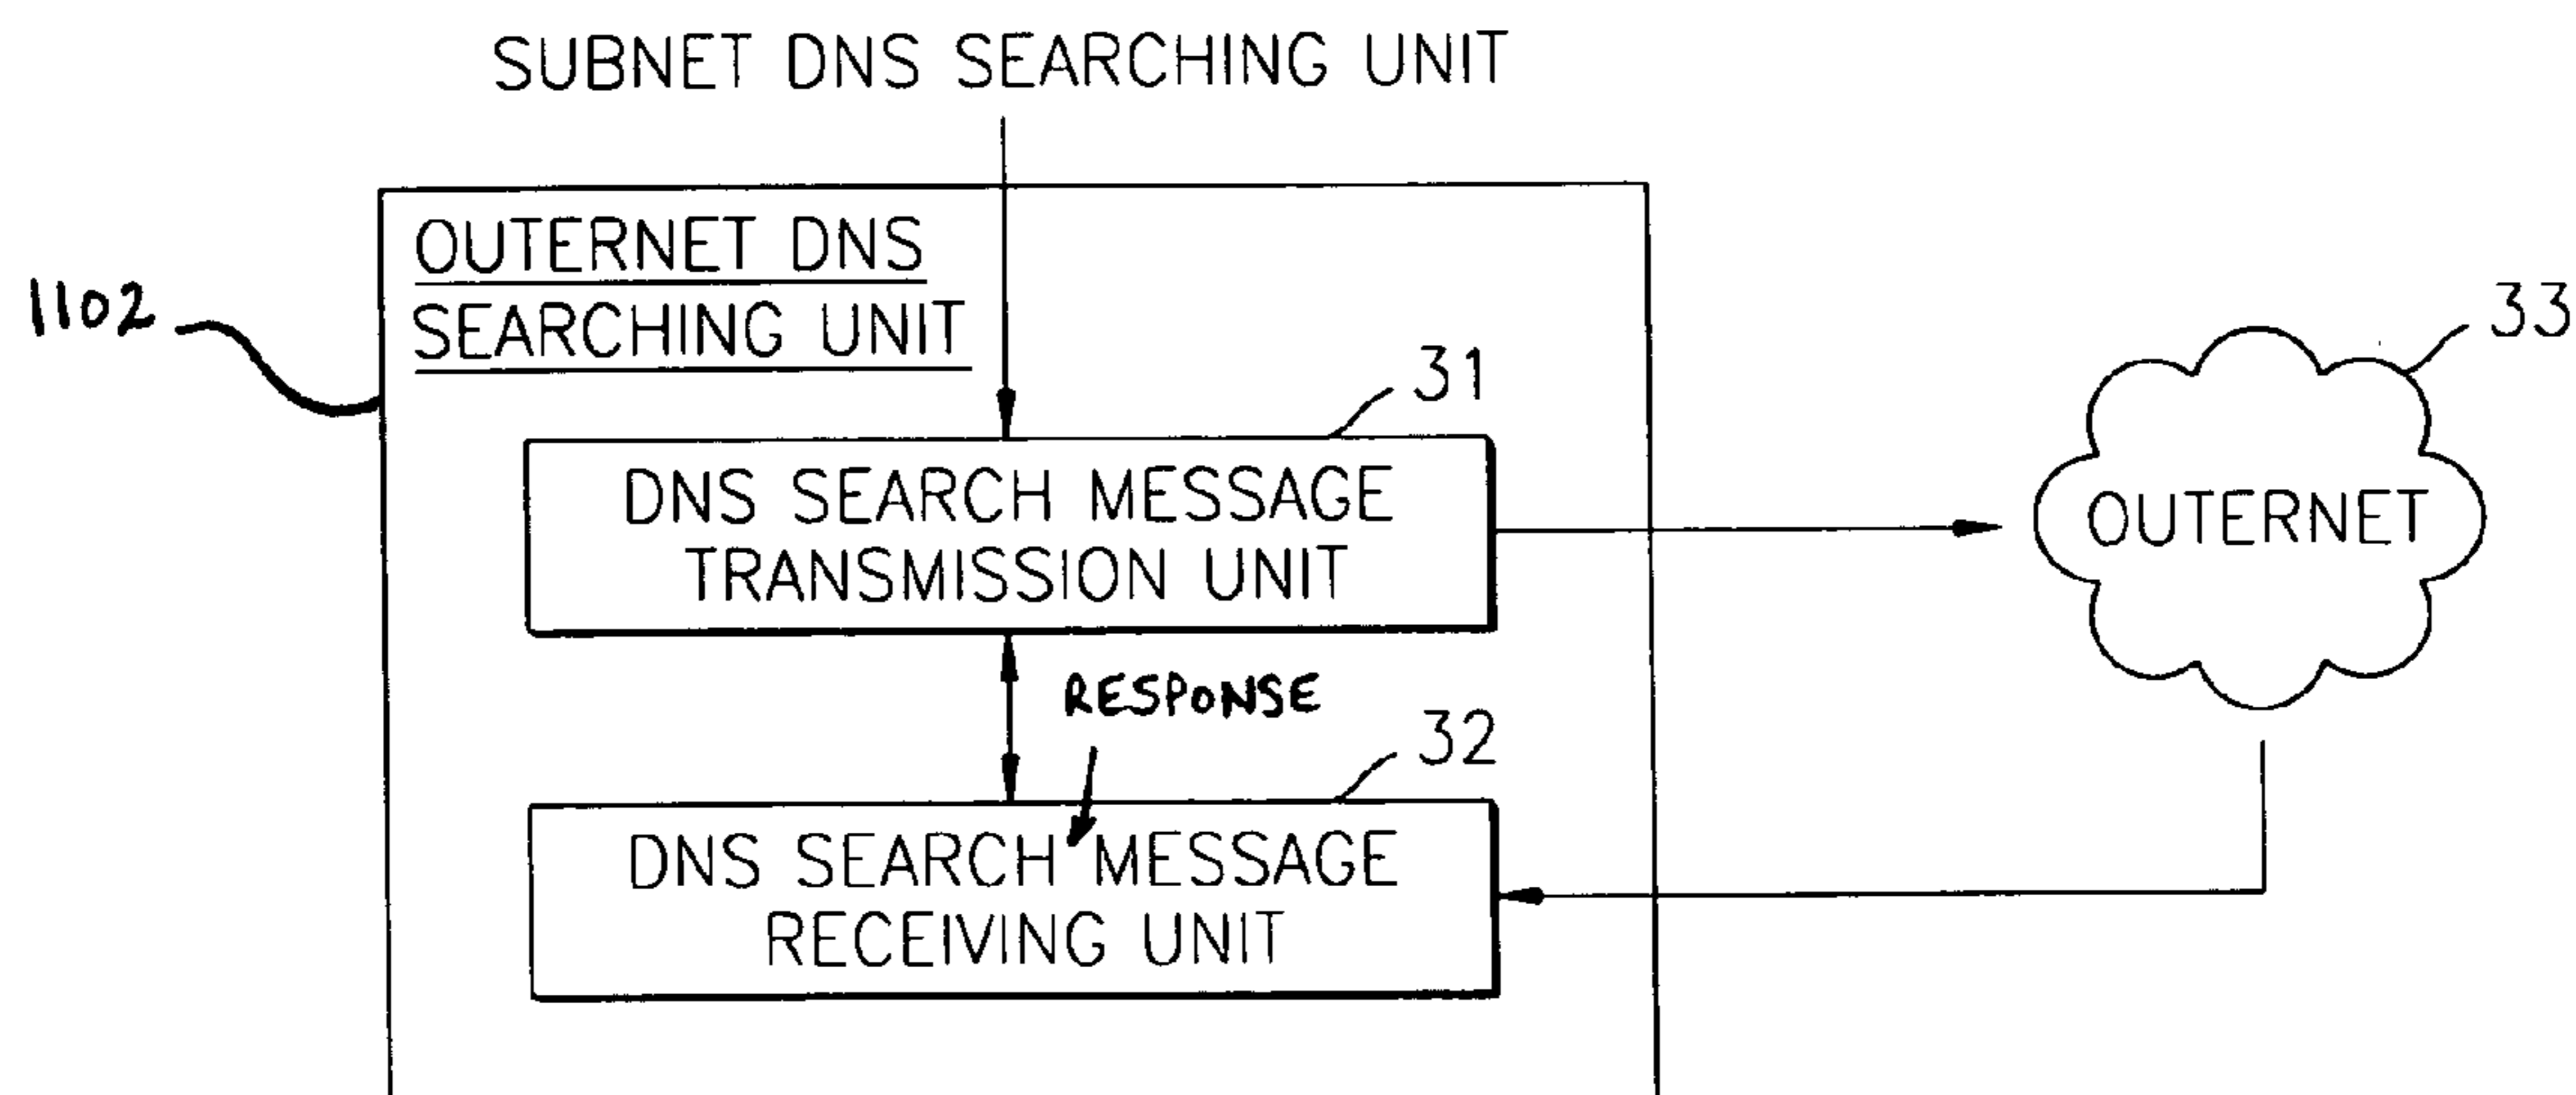 SUBNET DNS SEARCHING UNIT
OUTERNET DNS
SEARCHING UNIT
1102
33
31
DNS SEARCH MESSAGE
TRANSMISSION UNIT
OUTERNET
RESPONSE
32
DNS SEARCH MESSAGE
RECEIVING UNIT